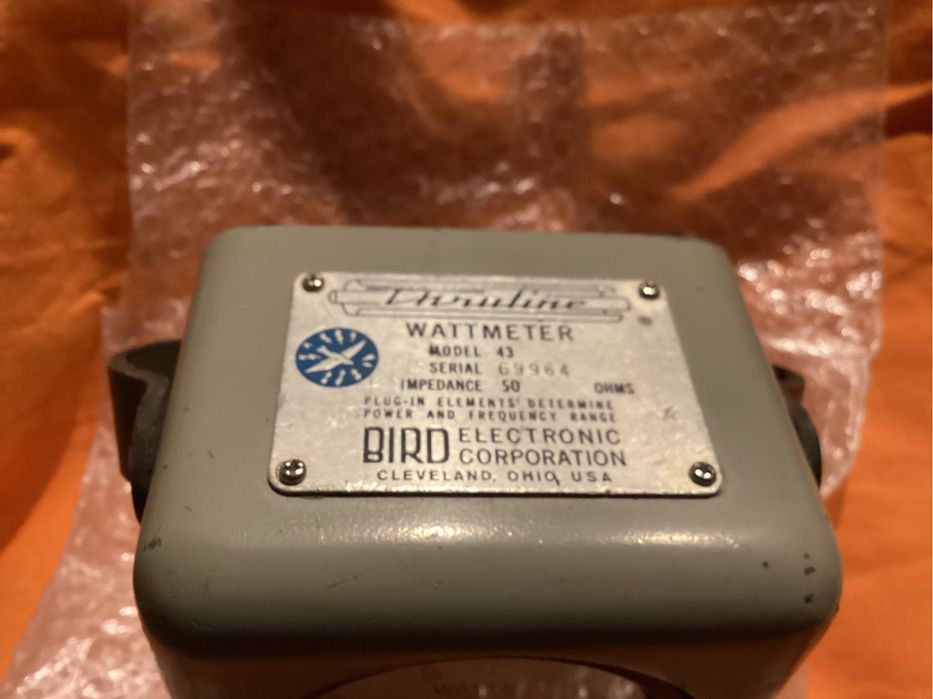 Thruline
WATTMETER
MODEL 43
SERIAL 69964
IMPEDANCE 50 OHMS
PLUG-IN ELEMENTS DETERMINE
POWER AND FREQUENCY RANGE
BIRD ELECTRONIC
CORPORATION
CLEVELAND, OHIO, USA
WATTS